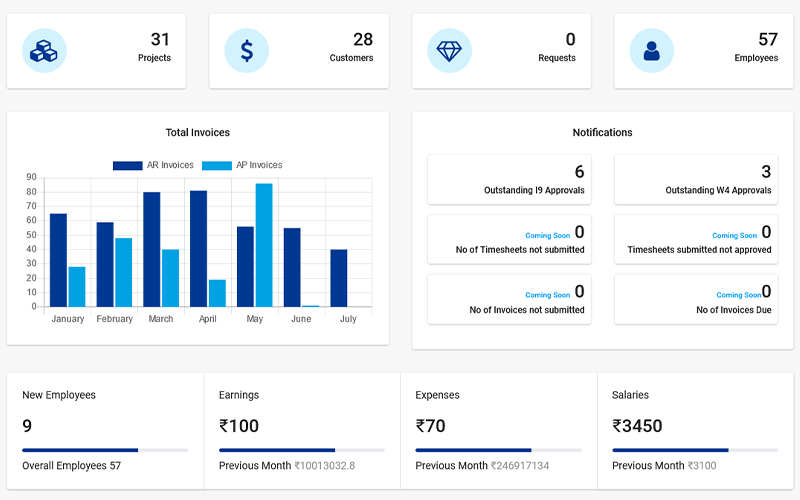 31
Projects
28
Customers
0
Requests
57
Employees
Total Invoices
AR Invoices AP Invoices
90
80
70
60
50
40
30
20
10
0
January February March April May June July
Notifications
6
Outstanding I9 Approvals
3
Outstanding W4 Approvals
Coming Soon 0
No of Timesheets not submitted
Coming Soon 0
Timesheets submitted not approved
Coming Soon 0
No of Invoices not submitted
Coming Soon 0
No of Invoices Due
New Employees
9
Overall Employees 57
Earnings
₹100
Previous Month ₹10013032.8
Expenses
₹70
Previous Month ₹246917134
Salaries
₹3450
Previous Month ₹3100